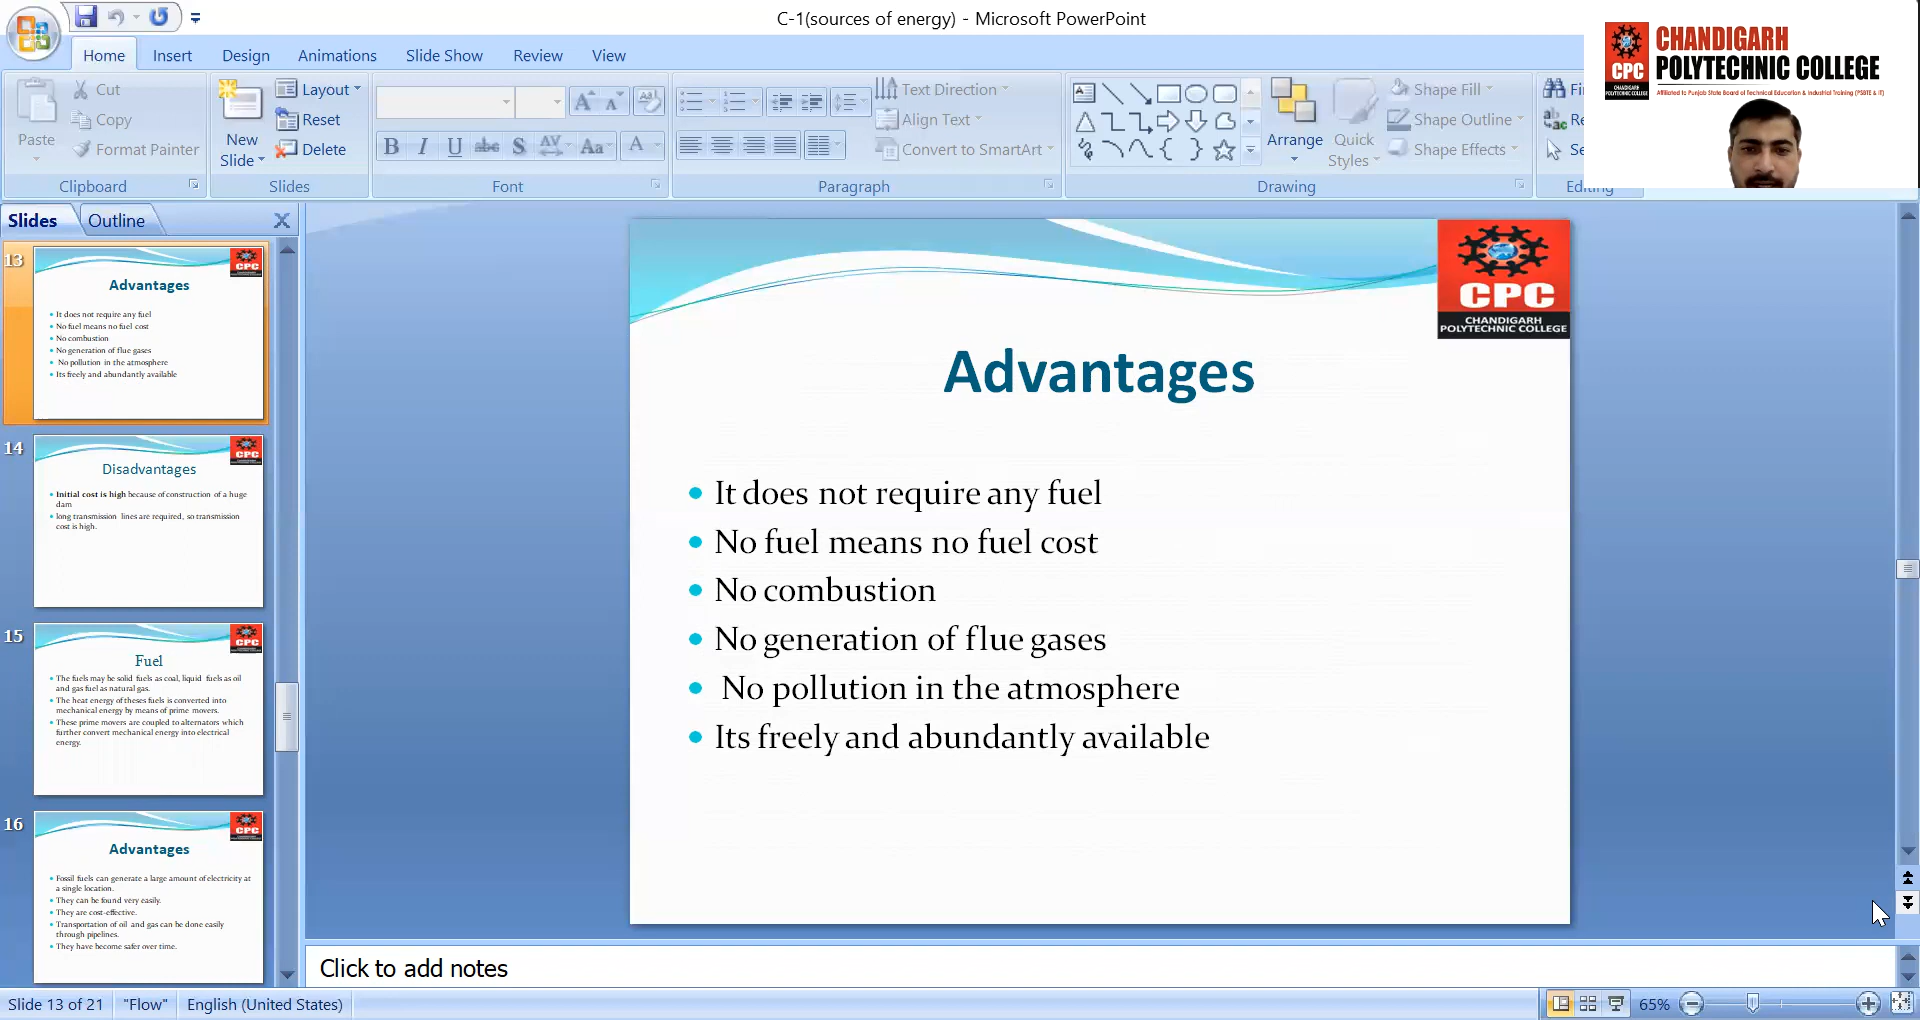 C-1(sources of energy) - Microsoft PowerPoint
Home Insert Design Animations Slide Show Review View
CHANDIGARH
POLYTECHNIC COLLEGE
CPC
CHANDIGARH
POLYTECHNIC COLLEGE
Affiliated to Punjab State Board of Technical Education & Industrial Training (PSBTE & IT)
Paste
Cut
Copy
Format Painter
Clipboard
New
Slide
Layout
Reset
Delete
Slides
B I U abc S AV Aa A
Font
Text Direction
Align Text
Convert to SmartArt
Paragraph
Arrange
Quick
Styles
Shape Fill
Shape Outline
Shape Effects
Drawing
Fi
Re
Se
Editing
Slides Outline
13
CPC
Advantages
It does not require any fuel
No fuel means no fuel cost
No combustion
No generation of flue gases
No pollution in the atmosphere
Its freely and abundantly available
14
CPC
Disadvantages
Initial cost is high because of construction of a huge
dam
long transmission lines are required, so transmission
cost is high.
15
CPC
Fuel
The fuels may be solid fuels as coal, liquid fuels as oil
and gas fuel as natural gas.
The heat energy of theses fuels is converted into
mechanical energy by means of prime movers.
These prime movers are coupled to alternators which
further convert mechanical energy into electrical
energy.
16
CPC
Advantages
Fossil fuels can generate a large amount of electricity at
a single location.
They can be found very easily.
They are cost-effective.
Transportation of oil and gas can be done easily
through pipelines.
They have become safer over time.
CPC
CHANDIGARH
POLYTECHNIC COLLEGE
Advantages
It does not require any fuel
No fuel means no fuel cost
No combustion
No generation of flue gases
No pollution in the atmosphere
Its freely and abundantly available
Click to add notes
Slide 13 of 21 "Flow" English (United States) 65%